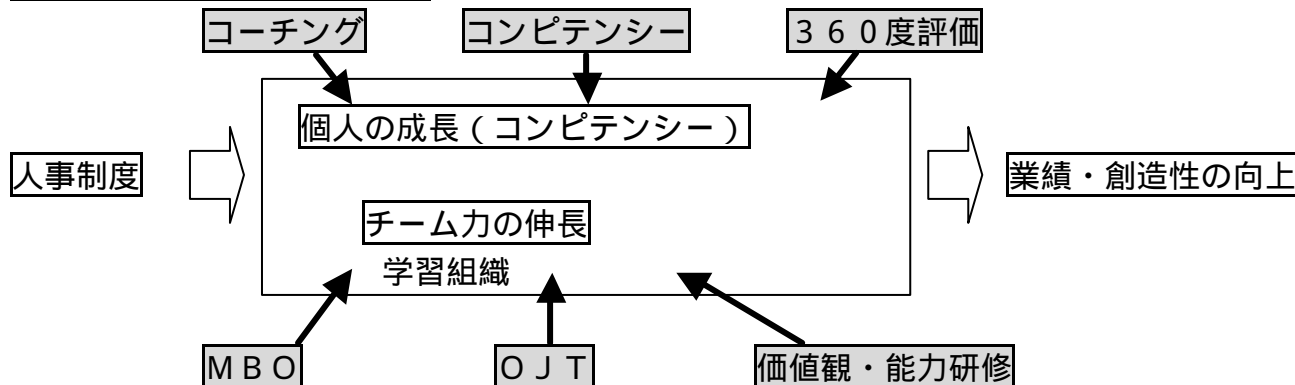 コーチング
コンピテンシー
３６０度評価
個人の成長（コンピテンシー）
人事制度
業績・創造性の向上
チーム力の伸長
学習組織
ＭＢＯ
ＯＪＴ
価値観・能力研修